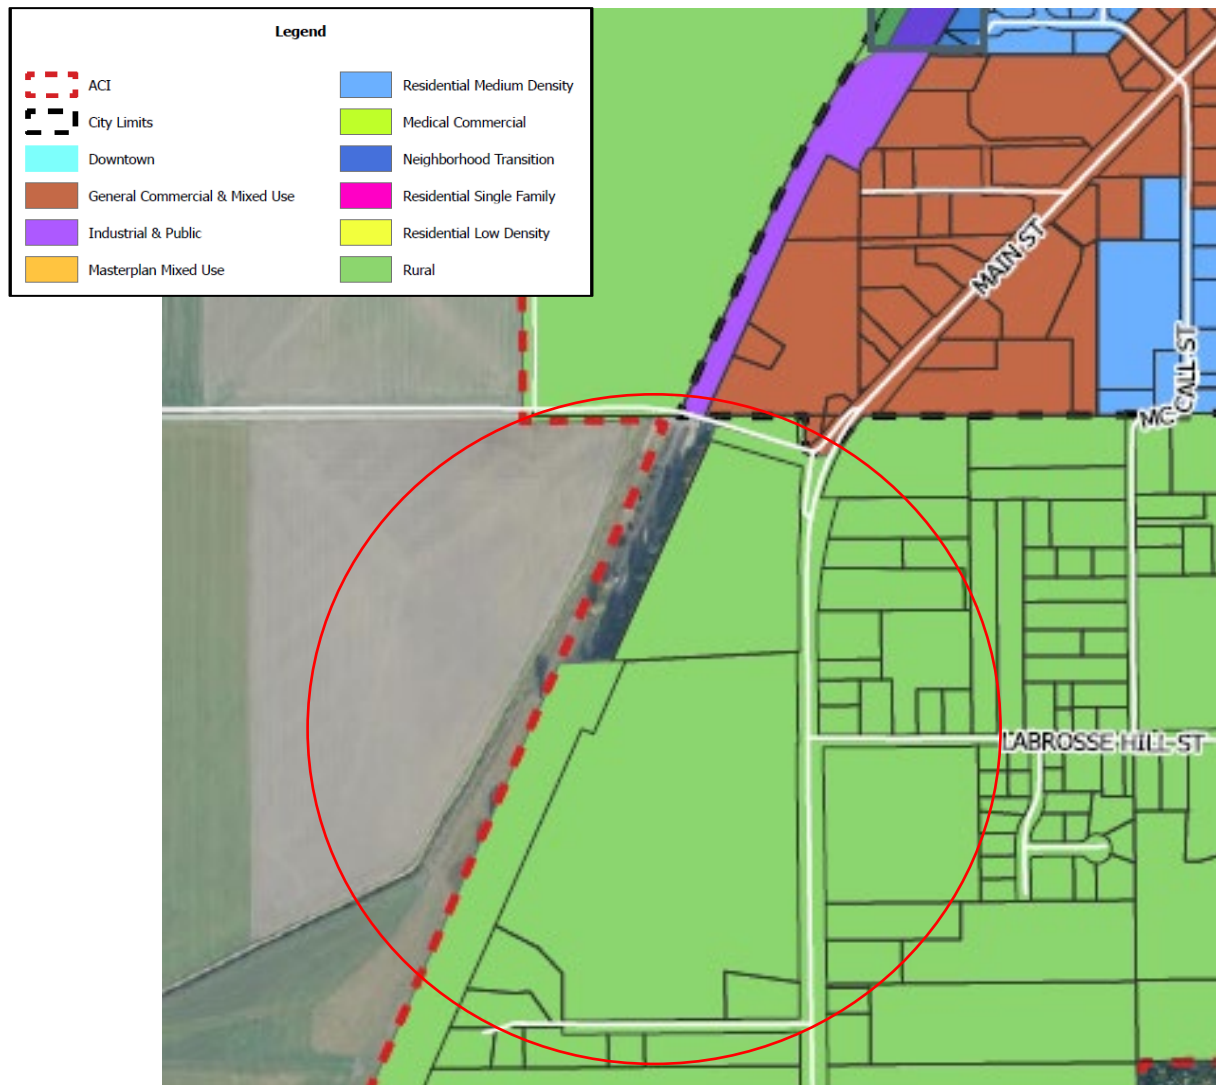 Legend
ACI
City Limits
Downtown
General Commercial & Mixed Use
Industrial & Public
Masterplan Mixed Use
Residential Medium Density
Medical Commercial
Neighborhood Transition
Residential Single Family
Residential Low Density
Rural
MAIN ST
MC CALL ST
LABROSSE HILL ST